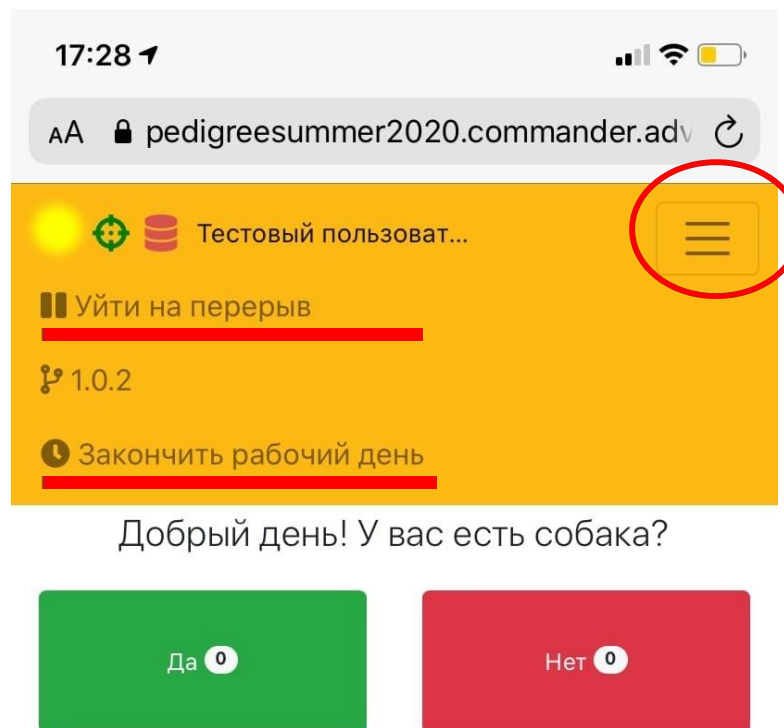 17:28
AA pedigreesummer2020.commander.adv
Тестовый пользоват...
Уйти на перерыв
1.0.2
Закончить рабочий день
Добрый день! У вас есть собака?
Да 0
Нет 0